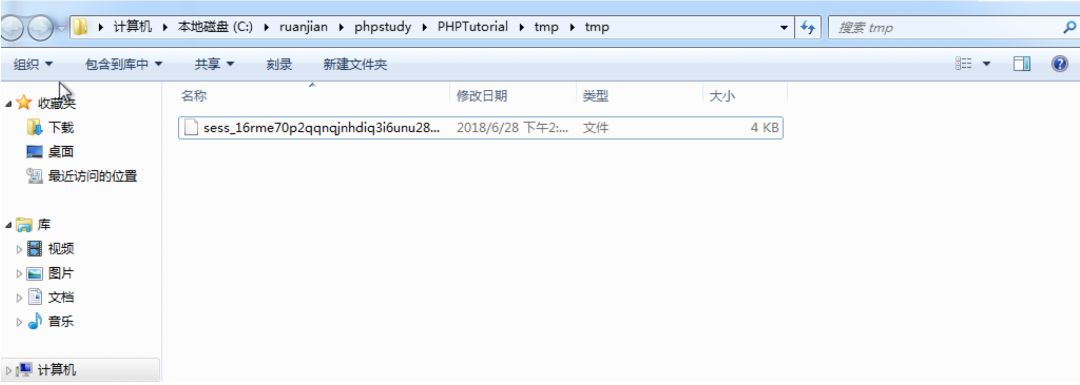 计算机 本地磁盘 (C:) ruanjian phpstudy PHPTutorial tmp tmp 搜索 tmp
组织 包含到库中 共享 刻录 新建文件夹
收藏夹
下载
桌面
最近访问的位置
库
视频
图片
文档
音乐
计算机
名称 修改日期 类型 大小
sess_16rme70p2qqnqjnhdiq3i6unu28... 2018/6/28 下午2:... 文件 4 KB